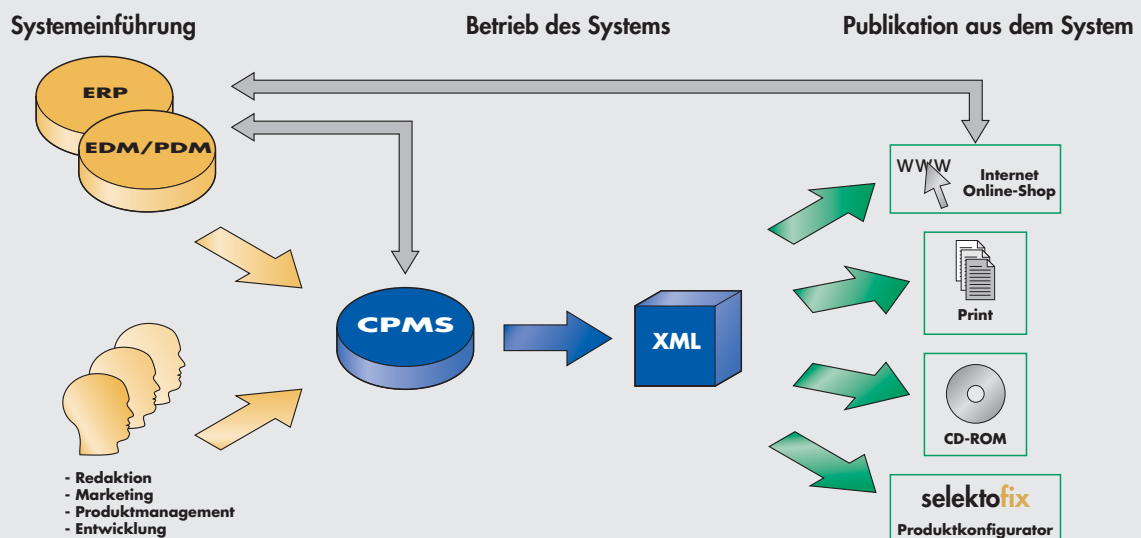 Systemeinführung
Betrieb des Systems
Publikation aus dem System
ERP
EDM/PDM
www
Internet
Online-Shop
CPMS
XML
Print
CD-ROM
- Redaktion
- Marketing
- Produktmanagement
- Entwicklung
selektofix
Produktkonfigurator